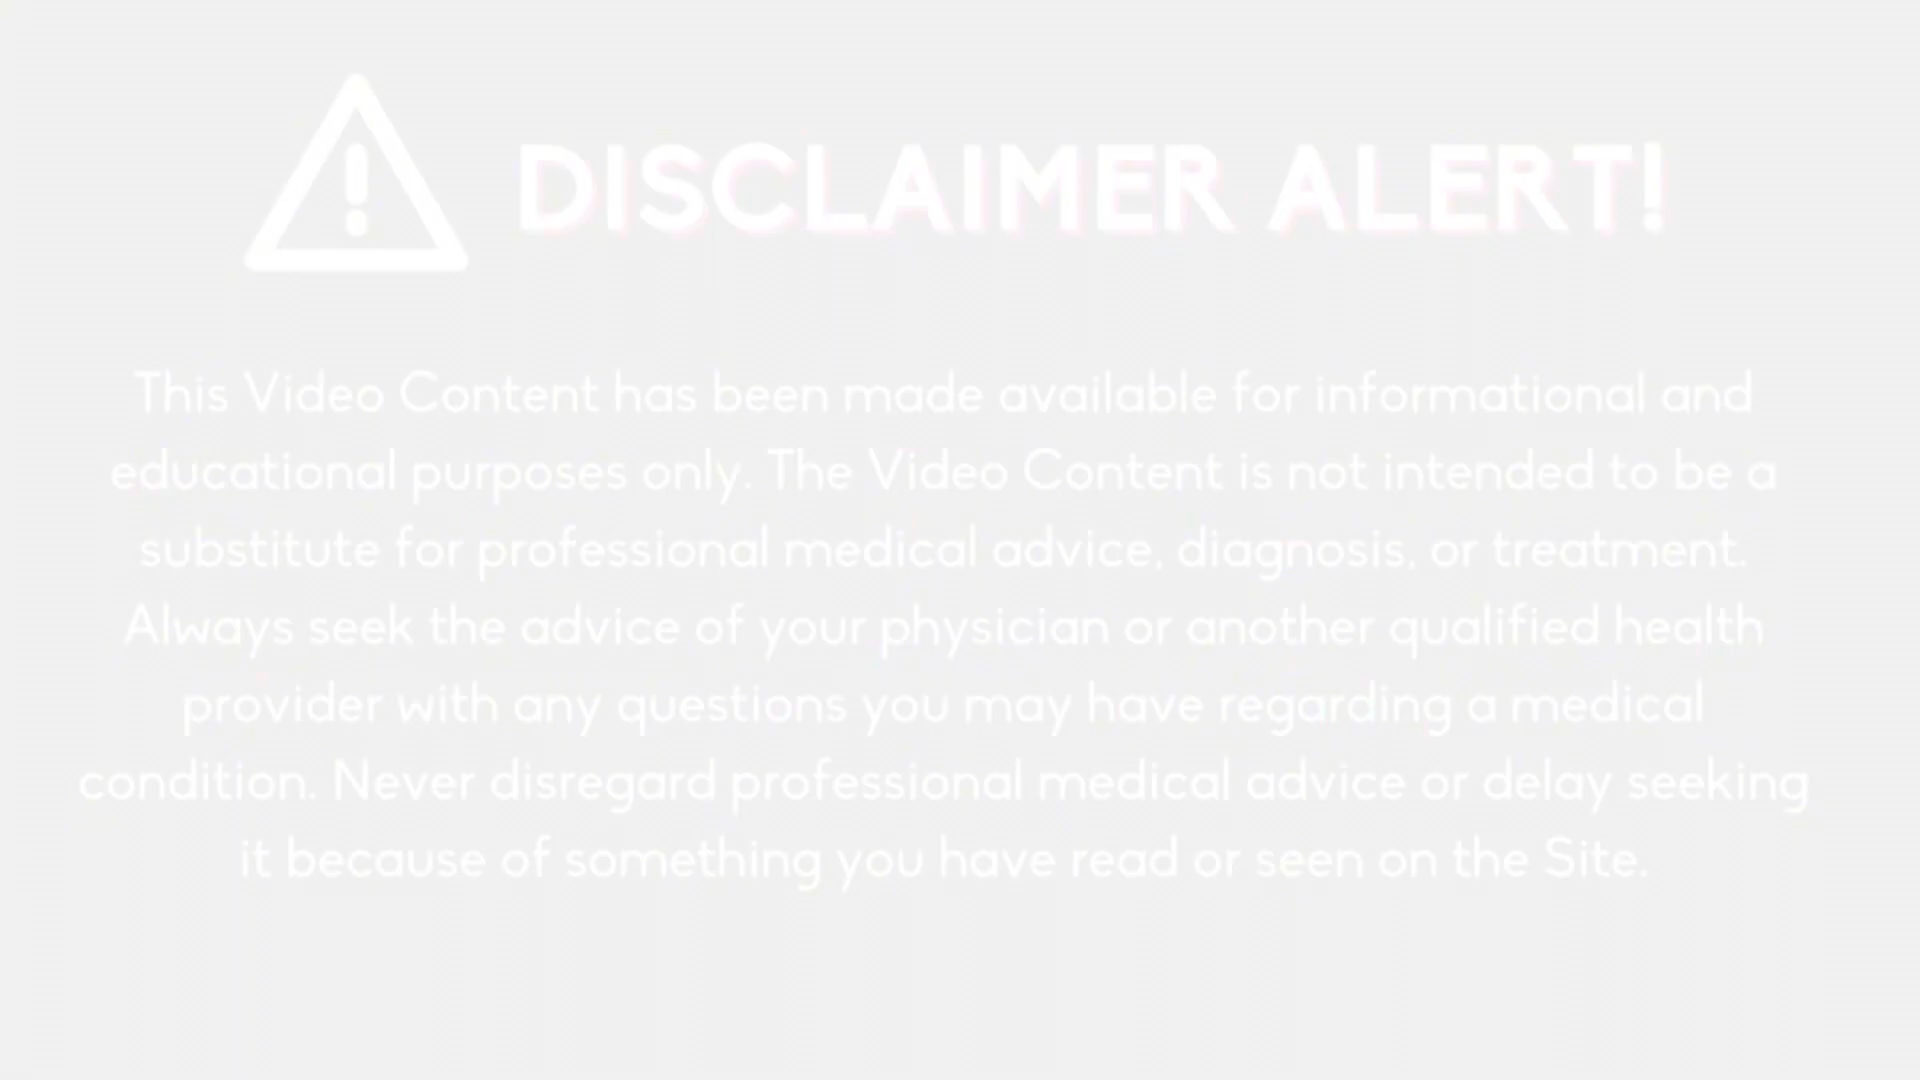 DISCLAIMER ALERT!
This Video Content has been made available for informational and
educational purposes only. The Video Content is not intended to be a
substitute for professional medical advice, diagnosis, or treatment.
Always seek the advice of your physician or another qualified health
provider with any questions you may have regarding a medical
condition. Never disregard professional medical advice or delay seeking
it because of something you have read or seen on the Site.